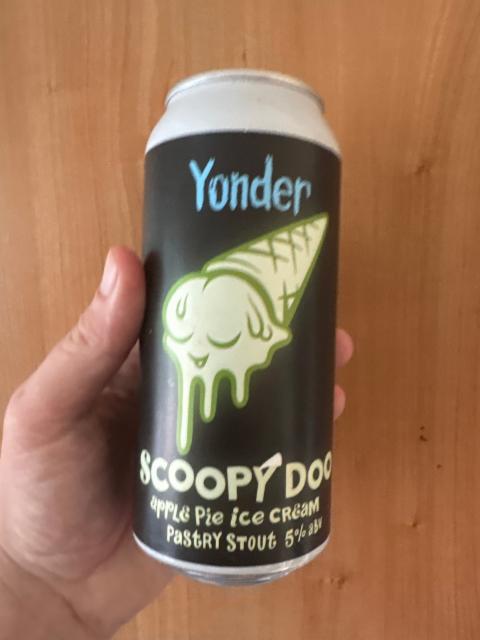 Yonder
SCOOPY DOO
apple Pie ice cream
Pastry Stout 5% abv